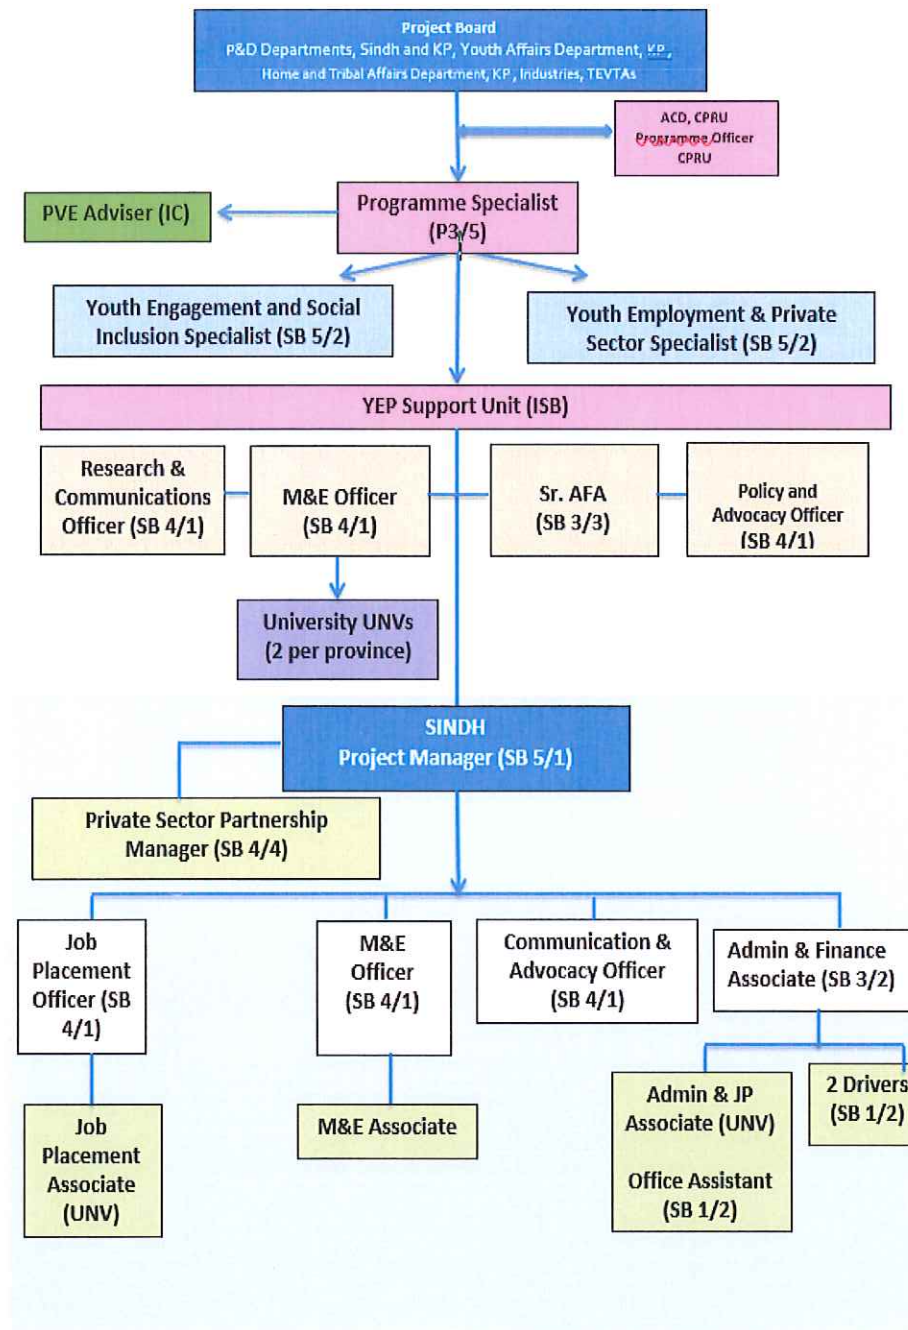 Project Board
P&D Departments, Sindh and KP, Youth Affairs Department, KP,
Home and Tribal Affairs Department, KP, Industries, TEVTAs
ACD, CPRU
Programme Officer
CPRU
PVE Adviser (IC)
Programme Specialist
(P3/5)
Youth Engagement and Social
Inclusion Specialist (SB 5/2)
Youth Employment & Private
Sector Specialist (SB 5/2)
YEP Support Unit (ISB)
Research &
Communications
Officer (SB 4/1)
M&E Officer
(SB 4/1)
Sr. AFA
(SB 3/3)
Policy and
Advocacy Officer
(SB 4/1)
University UNVs
(2 per province)
SINDH
Project Manager (SB 5/1)
Private Sector Partnership
Manager (SB 4/4)
Job
Placement
Officer (SB
4/1)
M&E
Officer
(SB 4/1)
Communication &
Advocacy Officer
(SB 4/1)
Admin & Finance
Associate (SB 3/2)
Job
Placement
Associate
(UNV)
M&E Associate
Admin & JP
Associate (UNV)
Office Assistant
(SB 1/2)
2 Drivers
(SB 1/2)